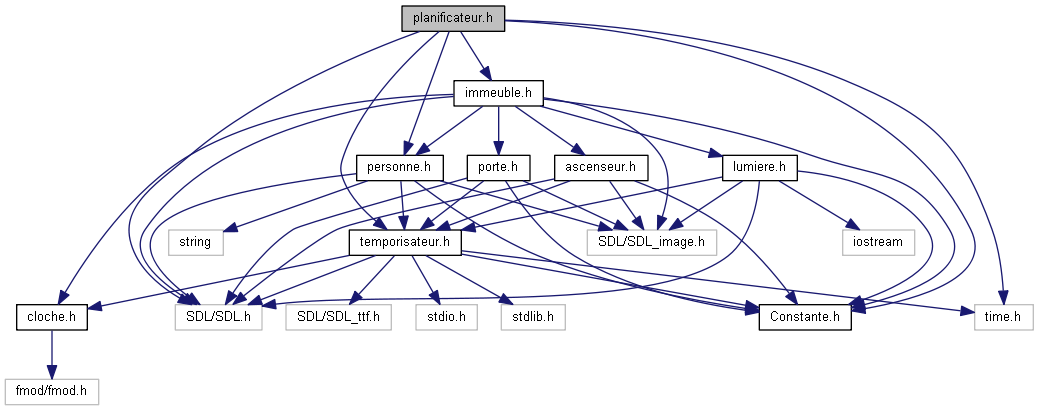 planificateur.h
immeuble.h
personne.h
porte.h
ascenseur.h
lumiere.h
string
temporisateur.h
SDL/SDL_image.h
iostream
cloche.h
SDL/SDL.h
SDL/SDL_ttf.h
stdio.h
stdlib.h
Constante.h
time.h
fmod/fmod.h